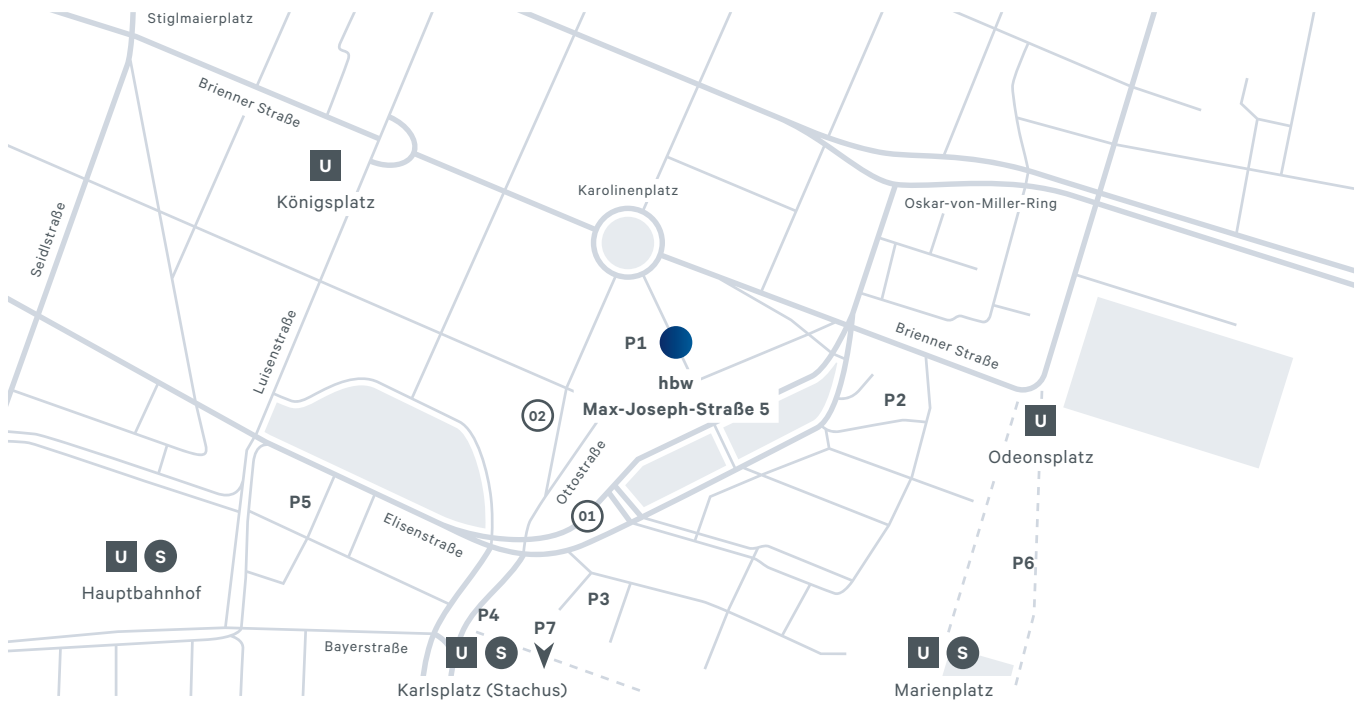 Stiglmaierplatz
Brienner Straße
U
Königsplatz
Karolinenplatz
Oskar-von-Miller-Ring
Seidlstraße
Luisenstraße
P1
hbw
Max-Joseph-Straße 5
Brienner Straße
P2
02
U
Odeonsplatz
Ottostraße
01
P5
Elisenstraße
U S
Hauptbahnhof
P6
P3
P4
P7
Bayerstraße
U S
Karlsplatz (Stachus)
U S
Marienplatz